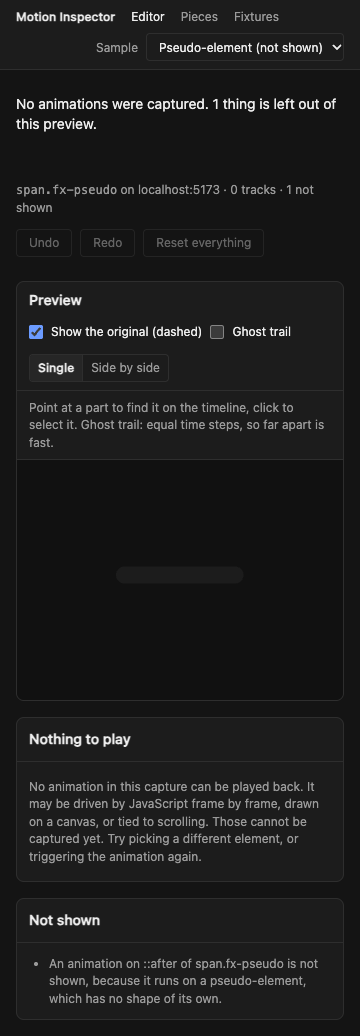 Motion Inspector Editor Pieces Fixtures
Sample Pseudo-element (not shown)
No animations were captured. 1 thing is left out of
this preview.
span.fx-pseudo on localhost:5173 · 0 tracks · 1 not
shown
Undo Redo Reset everything
Preview
Show the original (dashed) Ghost trail
Single Side by side
Point at a part to find it on the timeline, click to
select it. Ghost trail: equal time steps, so far apart is
fast.
Nothing to play
No animation in this capture can be played back. It
may be driven by JavaScript frame by frame, drawn
on a canvas, or tied to scrolling. Those cannot be
captured yet. Try picking a different element, or
triggering the animation again.
Not shown
• An animation on ::after of span.fx-pseudo is not
shown, because it runs on a pseudo-element,
which has no shape of its own.